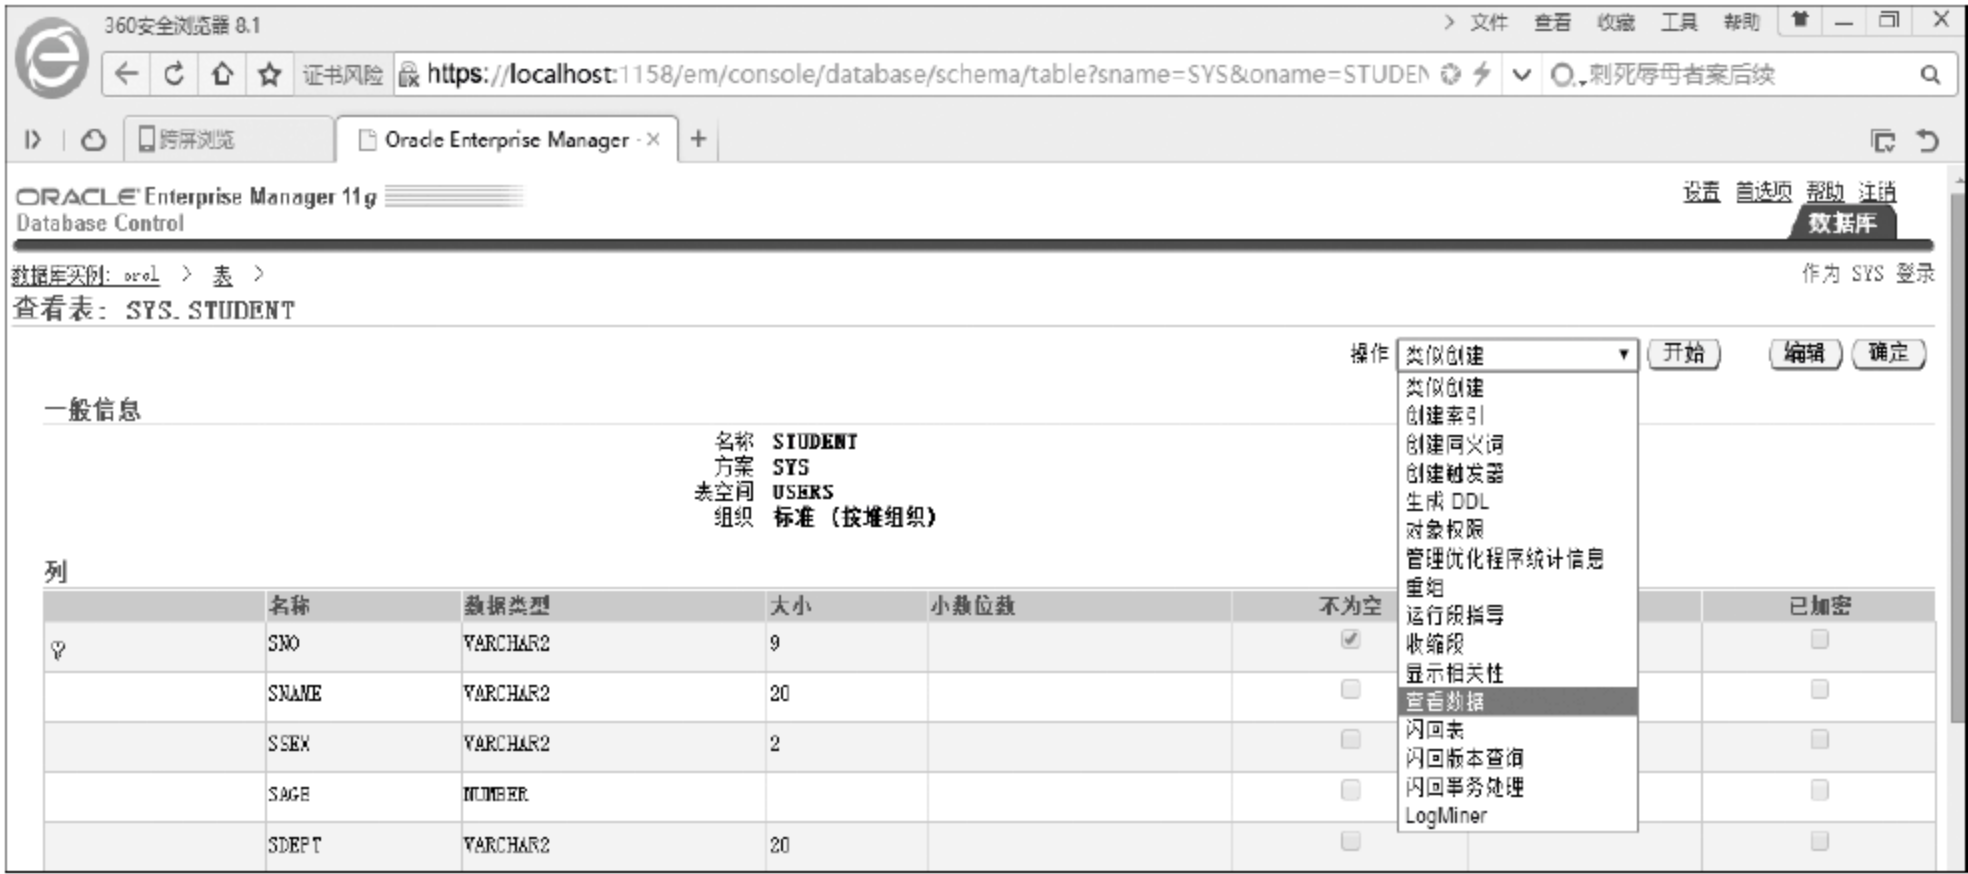 360安全浏览器 8.1
文件 查看 收藏 工具 帮助
证书风险 https://localhost:1158/em/console/database/schema/table?sname=SYS&oname=STUDEN 刺死辱母者案后续
跨屏浏览 Oracle Enterprise Manager -
ORACLE Enterprise Manager 11g
Database Control
设置 首选项 帮助 注销
数据库
数据库实例: orcl > 表 >
作为 SYS 登录
查看表: SYS.STUDENT
操作 类似创建 开始 编辑 确定
类似创建
创建索引
创建同义词
创建触发器
生成 DDL
对象权限
管理优化程序统计信息
重组
运行段指导
收缩段
显示相关性
查看数据
闪回表
闪回版本查询
闪回事务处理
LogMiner
一般信息
名称 STUDENT
方案 SYS
表空间 USERS
组织 标准 (按堆组织)
列
名称 数据类型 大小 小数位数 不为空 已加密
SNO VARCHAR2 9
SNAME VARCHAR2 20
SSEX VARCHAR2 2
SAGE NUMBER
SDEPT VARCHAR2 20